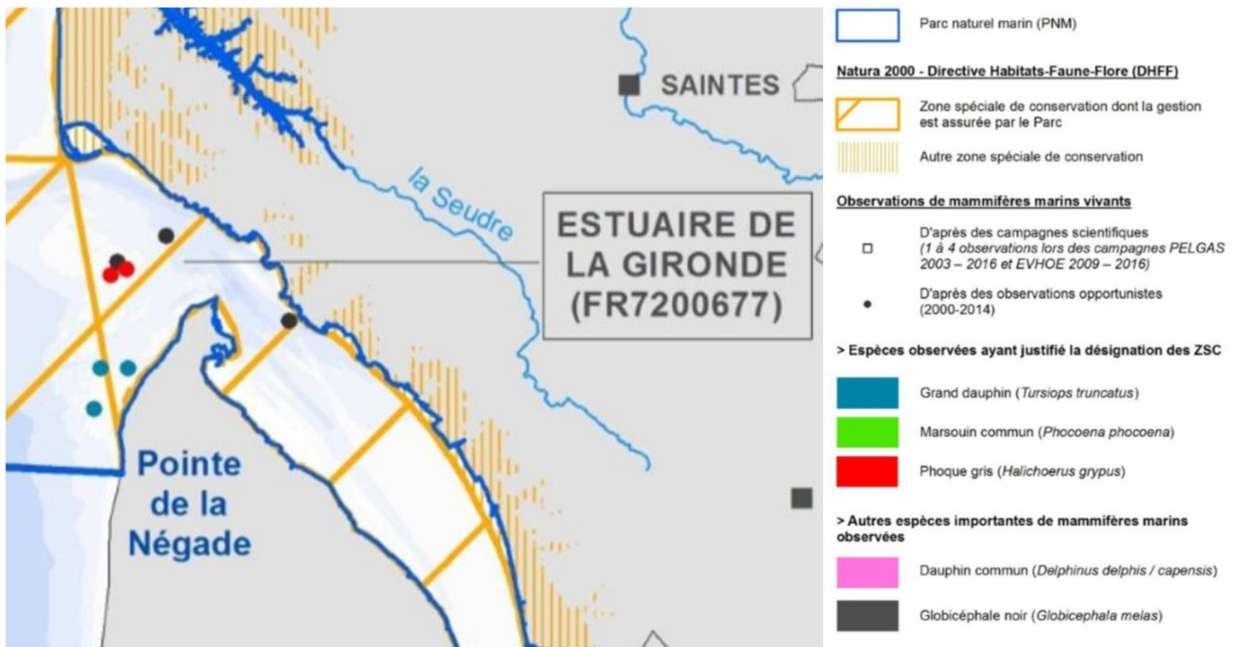 SAINTES
la Seudre
ESTUAIRE DE
LA GIRONDE
(FR7200677)
Pointe
de la
Négade
Parc naturel marin (PNM)
Natura 2000 - Directive Habitats-Faune-Flore (DHFF)
Zone spéciale de conservation dont la gestion
est assurée par le Parc
Autre zone spéciale de conservation
Observations de mammifères marins vivants
D'après des campagnes scientifiques
(1 à 4 observations lors des campagnes PELGAS
2003 – 2016 et EVHOE 2009 – 2016)
D'après des observations opportunistes
(2000-2014)
> Espèces observées ayant justifié la désignation des ZSC
Grand dauphin (Tursiops truncatus)
Marsouin commun (Phocoena phocoena)
Phoque gris (Halichoerus grypus)
> Autres espèces importantes de mammifères marins
observées
Dauphin commun (Delphinus delphis / capensis)
Globicéphale noir (Globicephala melas)